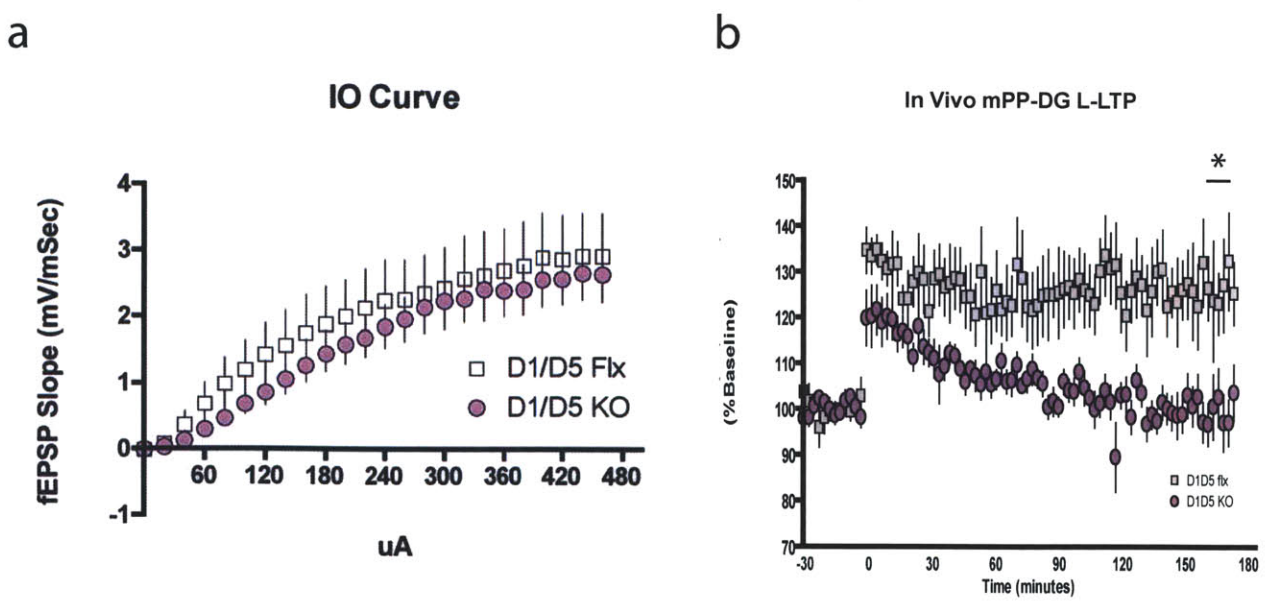 a
IO Curve
fEPSP Slope (mV/mSec)
4
3
2
1
0
-1
60 120 180 240 300 360 420 480
uA
D1/D5 Flx
D1/D5 KO
b
In Vivo mPP-DG L-LTP
*
(%Baseline)
150
140
130
120
110
100
90
80
70
-30 0 30 60 90 120 150 180
Time (minutes)
D1D5 flx
D1D5 KO